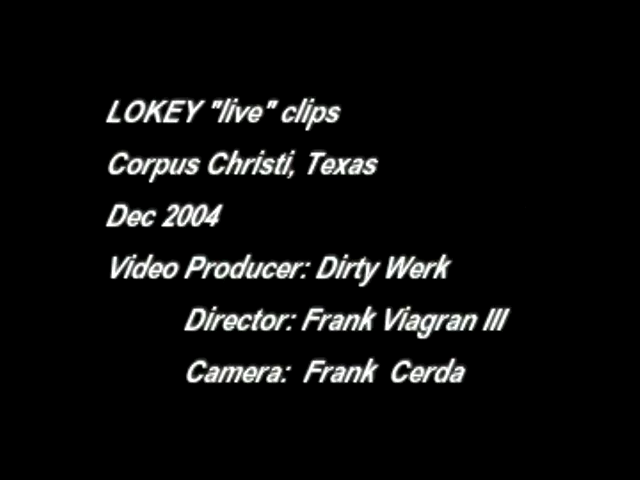 LOKEY "live" clips
Corpus Christi, Texas
Dec 2004
Video Producer: Dirty Werk
Director: Frank Viagran III
Camera: Frank Cerda